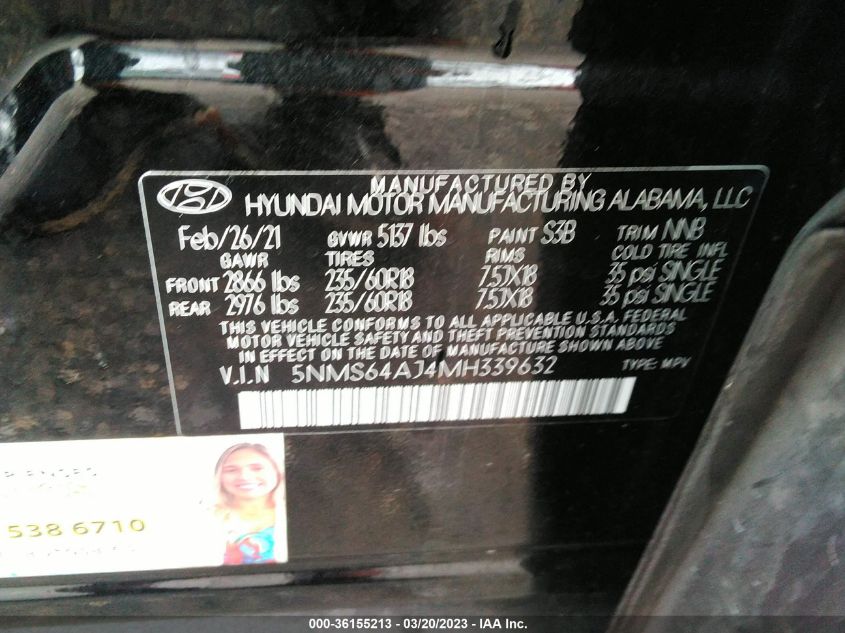 MANUFACTURED BY
HYUNDAI MOTOR MANUFACTURING ALABAMA, LLC
Feb/26/21 GVWR 5137 lbs PAINT S3B TRIM NNB
GAWR TIRES RIMS COLD TIRE INFL
FRONT 2866 lbs 235/60R18 7.5JX18 35 psi SINGLE
REAR 2976 lbs 235/60R18 7.5JX18 35 psi SINGLE
THIS VEHICLE CONFORMS TO ALL APPLICABLE U.S.A. FEDERAL
MOTOR VEHICLE SAFETY AND THEFT PREVENTION STANDARDS
IN EFFECT ON THE DATE OF MANUFACTURE SHOWN ABOVE
V.I.N 5NMS64AJ4MH339632 TYPE: MPV
538 6710
000-36155213 - 03/20/2023 - IAA Inc.